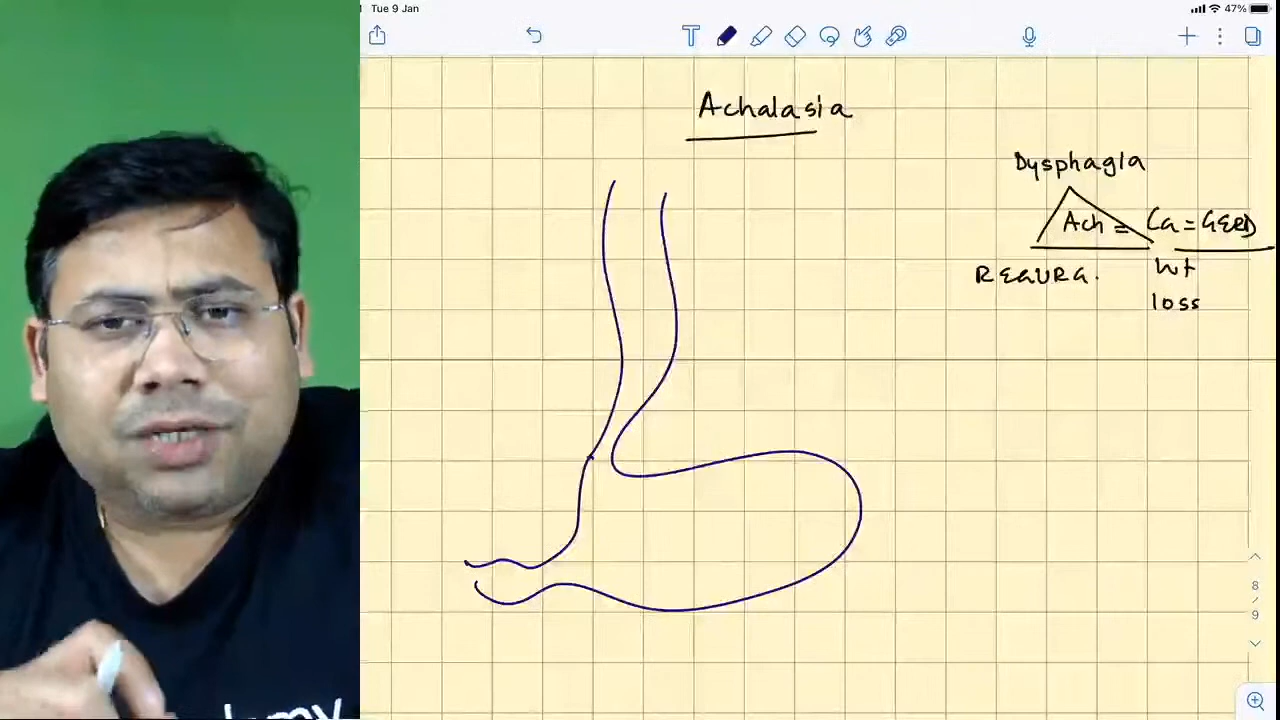 Tue 9 Jan
47%
Achalasia
Dysphagia
Ach = Ca = GERD
REGURG.
Wt
loss
8
9